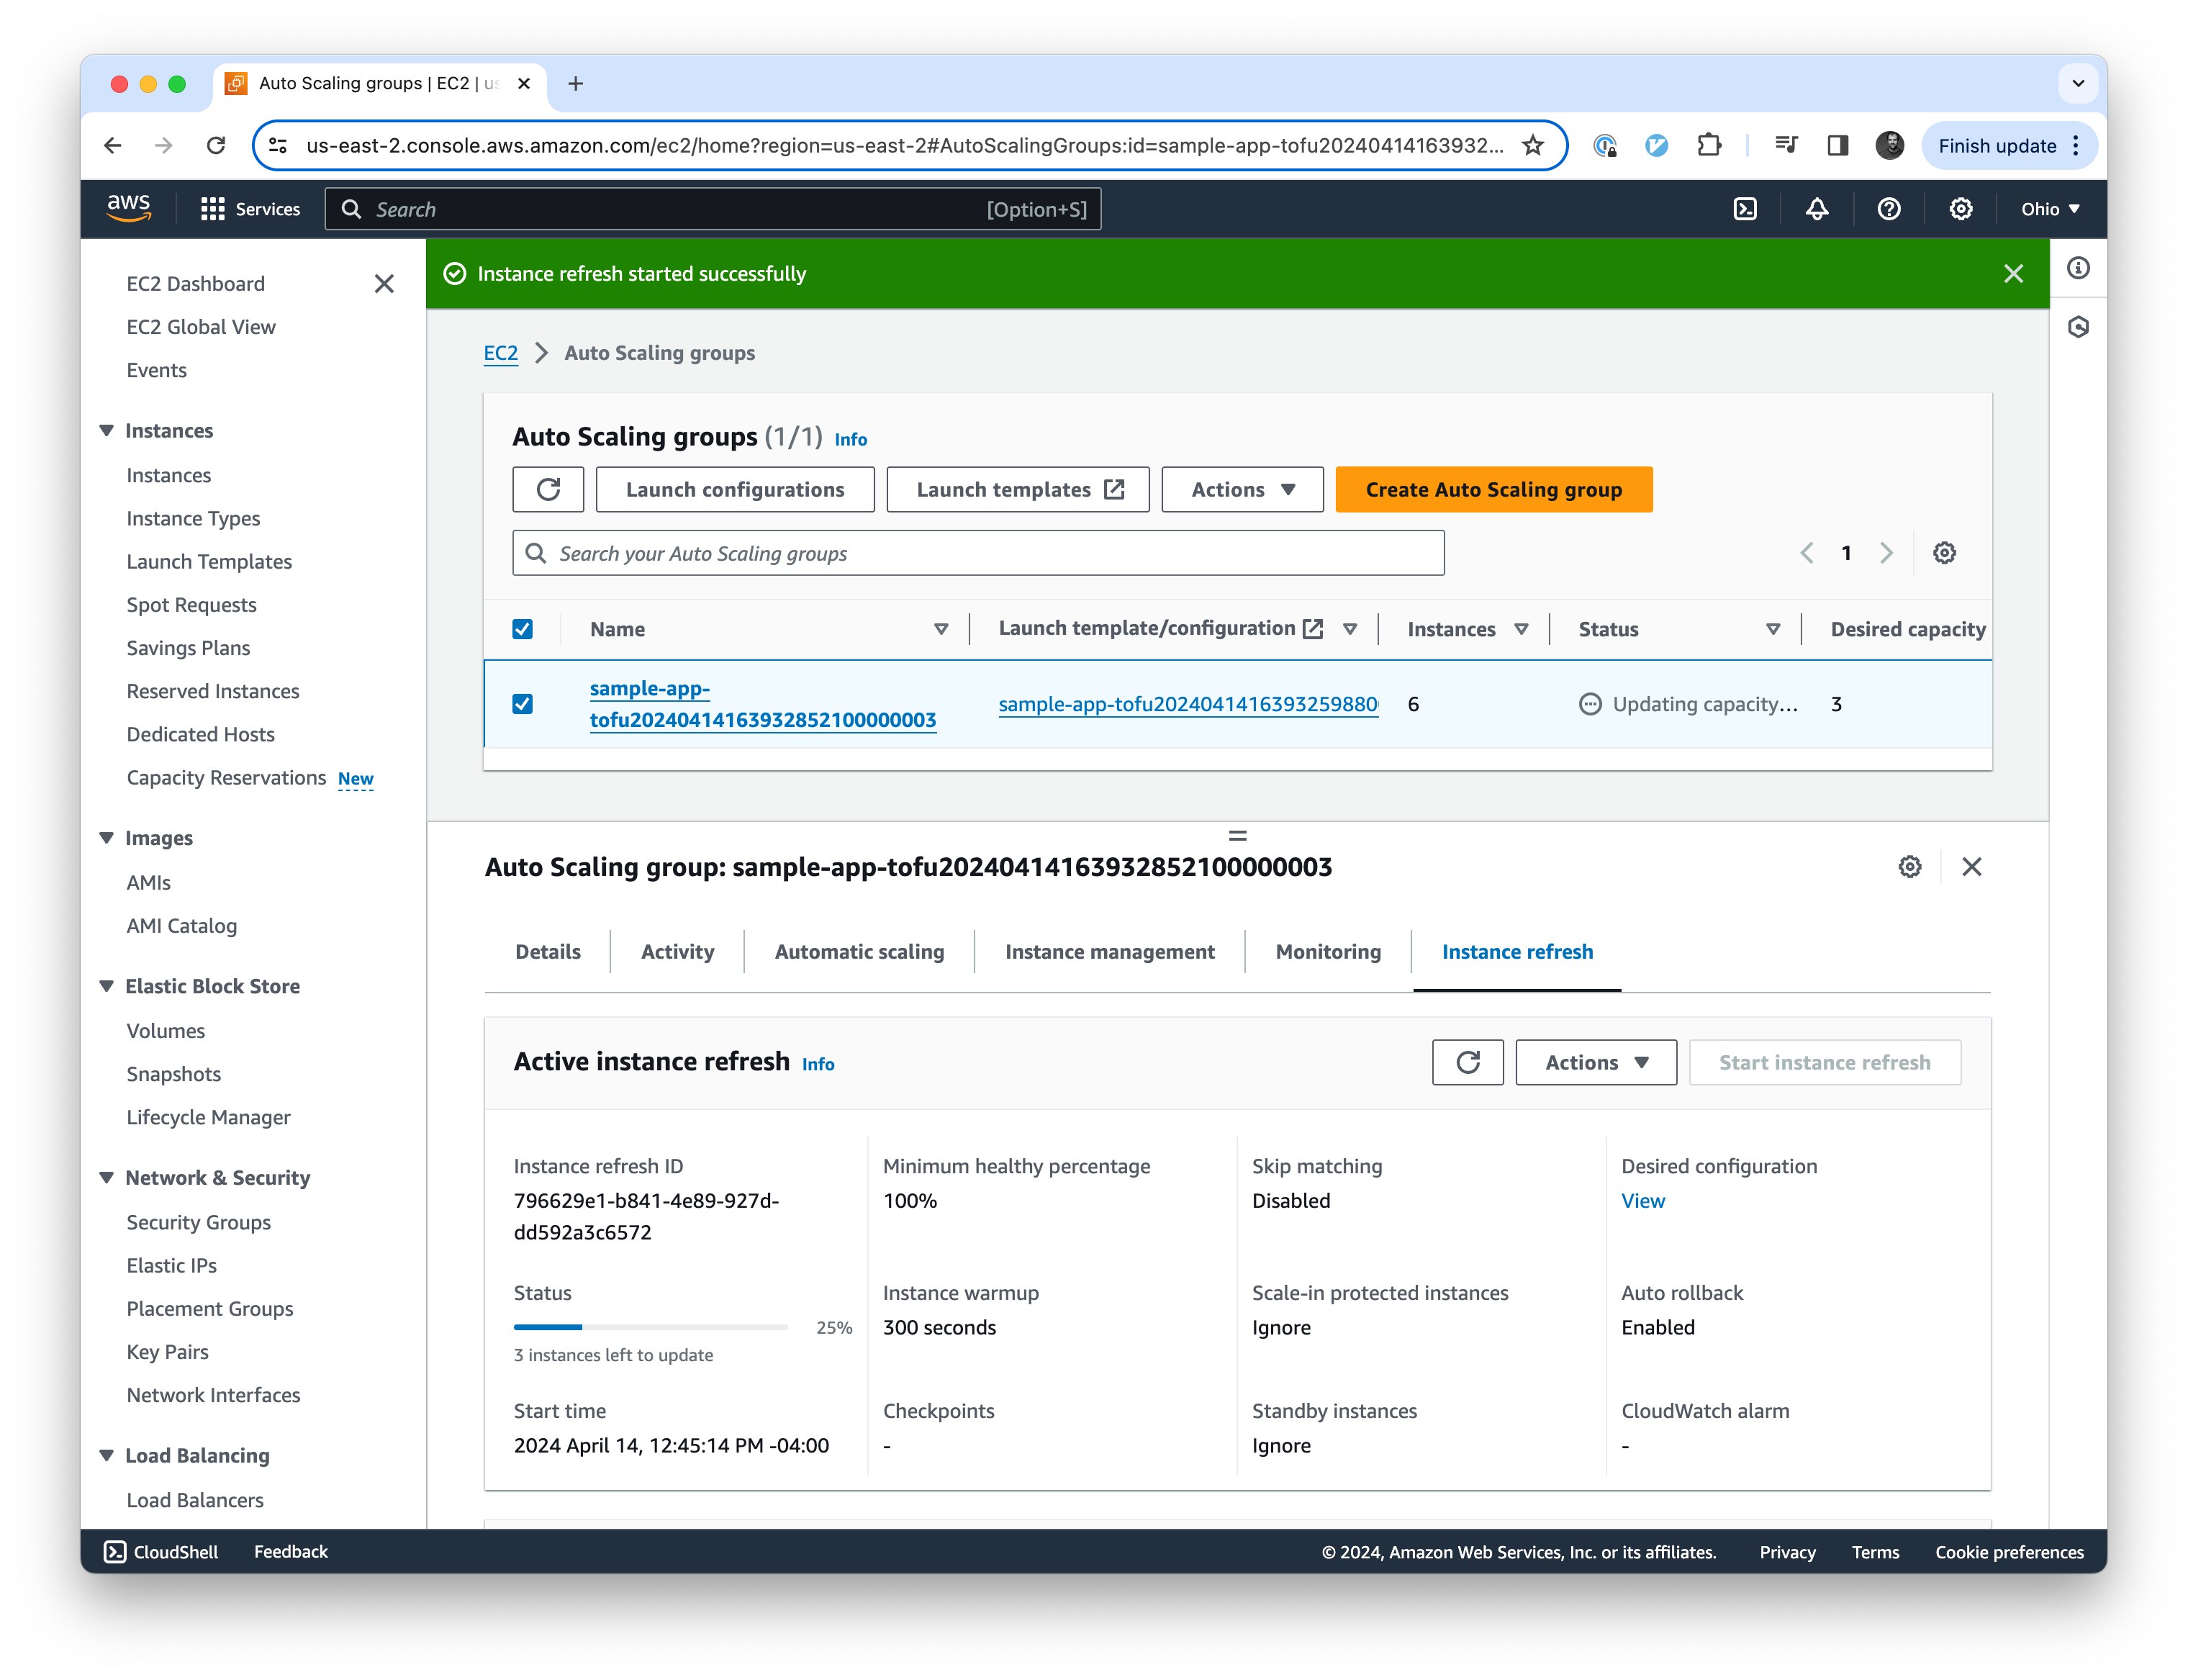 Auto Scaling groups | EC2 | us
us-east-2.console.aws.amazon.com/ec2/home?region=us-east-2#AutoScalingGroups:id=sample-app-tofu20240414163932...
Finish update
aws
Services
Search
[Option+S]
Ohio
EC2 Dashboard
EC2 Global View
Events
Instances
Instances
Instance Types
Launch Templates
Spot Requests
Savings Plans
Reserved Instances
Dedicated Hosts
Capacity Reservations New
Images
AMIs
AMI Catalog
Elastic Block Store
Volumes
Snapshots
Lifecycle Manager
Network & Security
Security Groups
Elastic IPs
Placement Groups
Key Pairs
Network Interfaces
Load Balancing
Load Balancers
Instance refresh started successfully
EC2 Auto Scaling groups
Auto Scaling groups (1/1) Info
Launch configurations
Launch templates
Actions
Create Auto Scaling group
Search your Auto Scaling groups
1
Name
Launch template/configuration
Instances
Status
Desired capacity
sample-app-
tofu20240414163932852100000003
sample-app-tofu2024041416393259880
6
Updating capacity...
3
Auto Scaling group: sample-app-tofu20240414163932852100000003
Details
Activity
Automatic scaling
Instance management
Monitoring
Instance refresh
Active instance refresh Info
Actions
Start instance refresh
Instance refresh ID
796629e1-b841-4e89-927d-
dd592a3c6572
Minimum healthy percentage
100%
Skip matching
Disabled
Desired configuration
View
Status
25%
3 instances left to update
Instance warmup
300 seconds
Scale-in protected instances
Ignore
Auto rollback
Enabled
Start time
2024 April 14, 12:45:14 PM -04:00
Checkpoints
-
Standby instances
Ignore
CloudWatch alarm
-
CloudShell
Feedback
© 2024, Amazon Web Services, Inc. or its affiliates.
Privacy
Terms
Cookie preferences